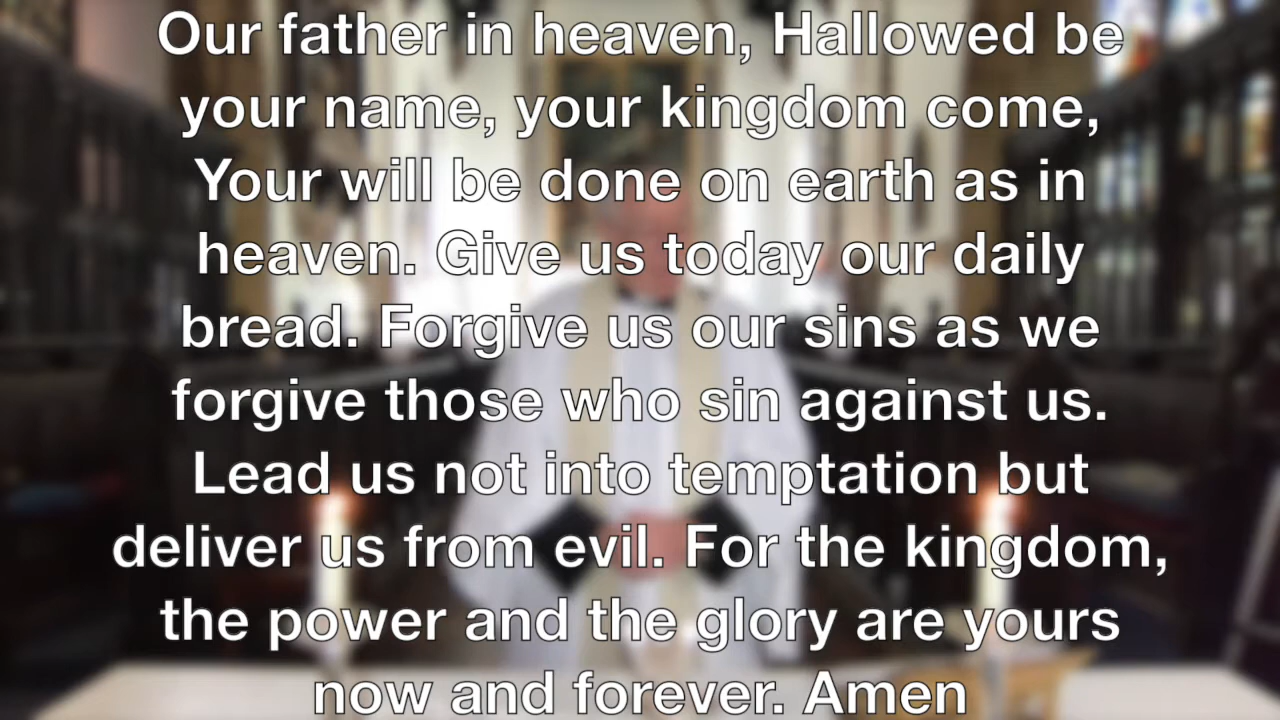 Our father in heaven, Hallowed be
your name, your kingdom come,
Your will be done on earth as in
heaven. Give us today our daily
bread. Forgive us our sins as we
forgive those who sin against us.
Lead us not into temptation but
deliver us from evil. For the kingdom,
the power and the glory are yours
now and forever. Amen